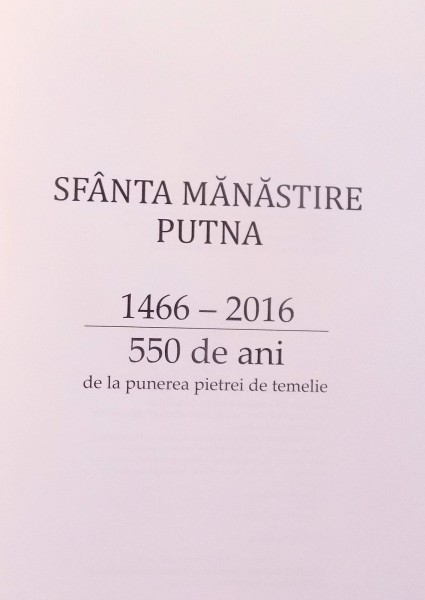 SFÂNTA MĂNĂSTIRE
PUTNA
1466 – 2016
550 de ani
de la punerea pietrei de temelie